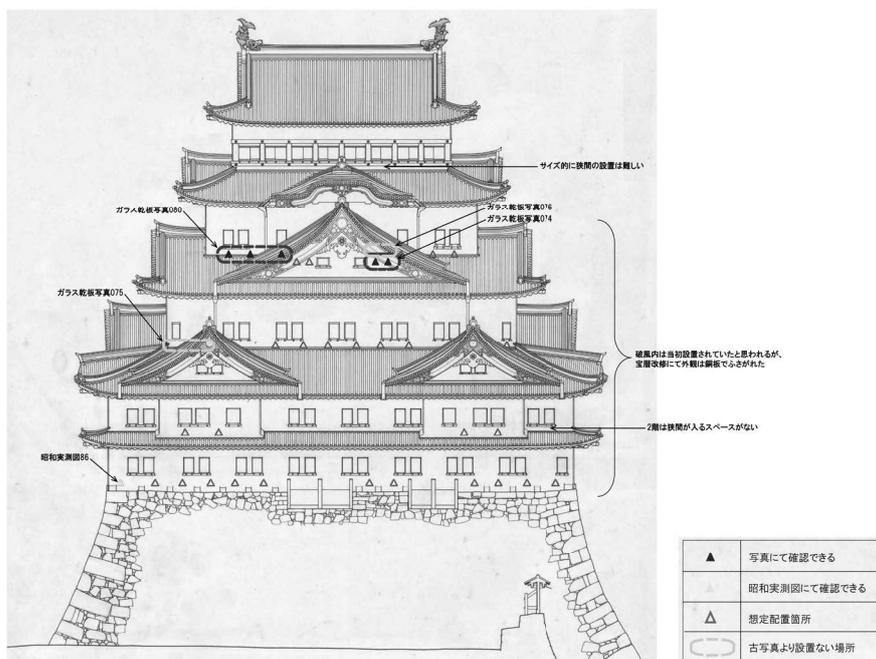 サイズ的に狭間の設置は難しい
ガラス乾板写真080
ガラス乾板写真076
ガラス乾板写真074
ガラス乾板写真075
破風内は当初設置されていたと思われるが、
宝暦改修にて外観は銅板でふさがれた
2階は狭間が入るスペースがない
昭和実測図86
写真にて確認できる
昭和実測図にて確認できる
想定配置箇所
古写真より設置ない場所